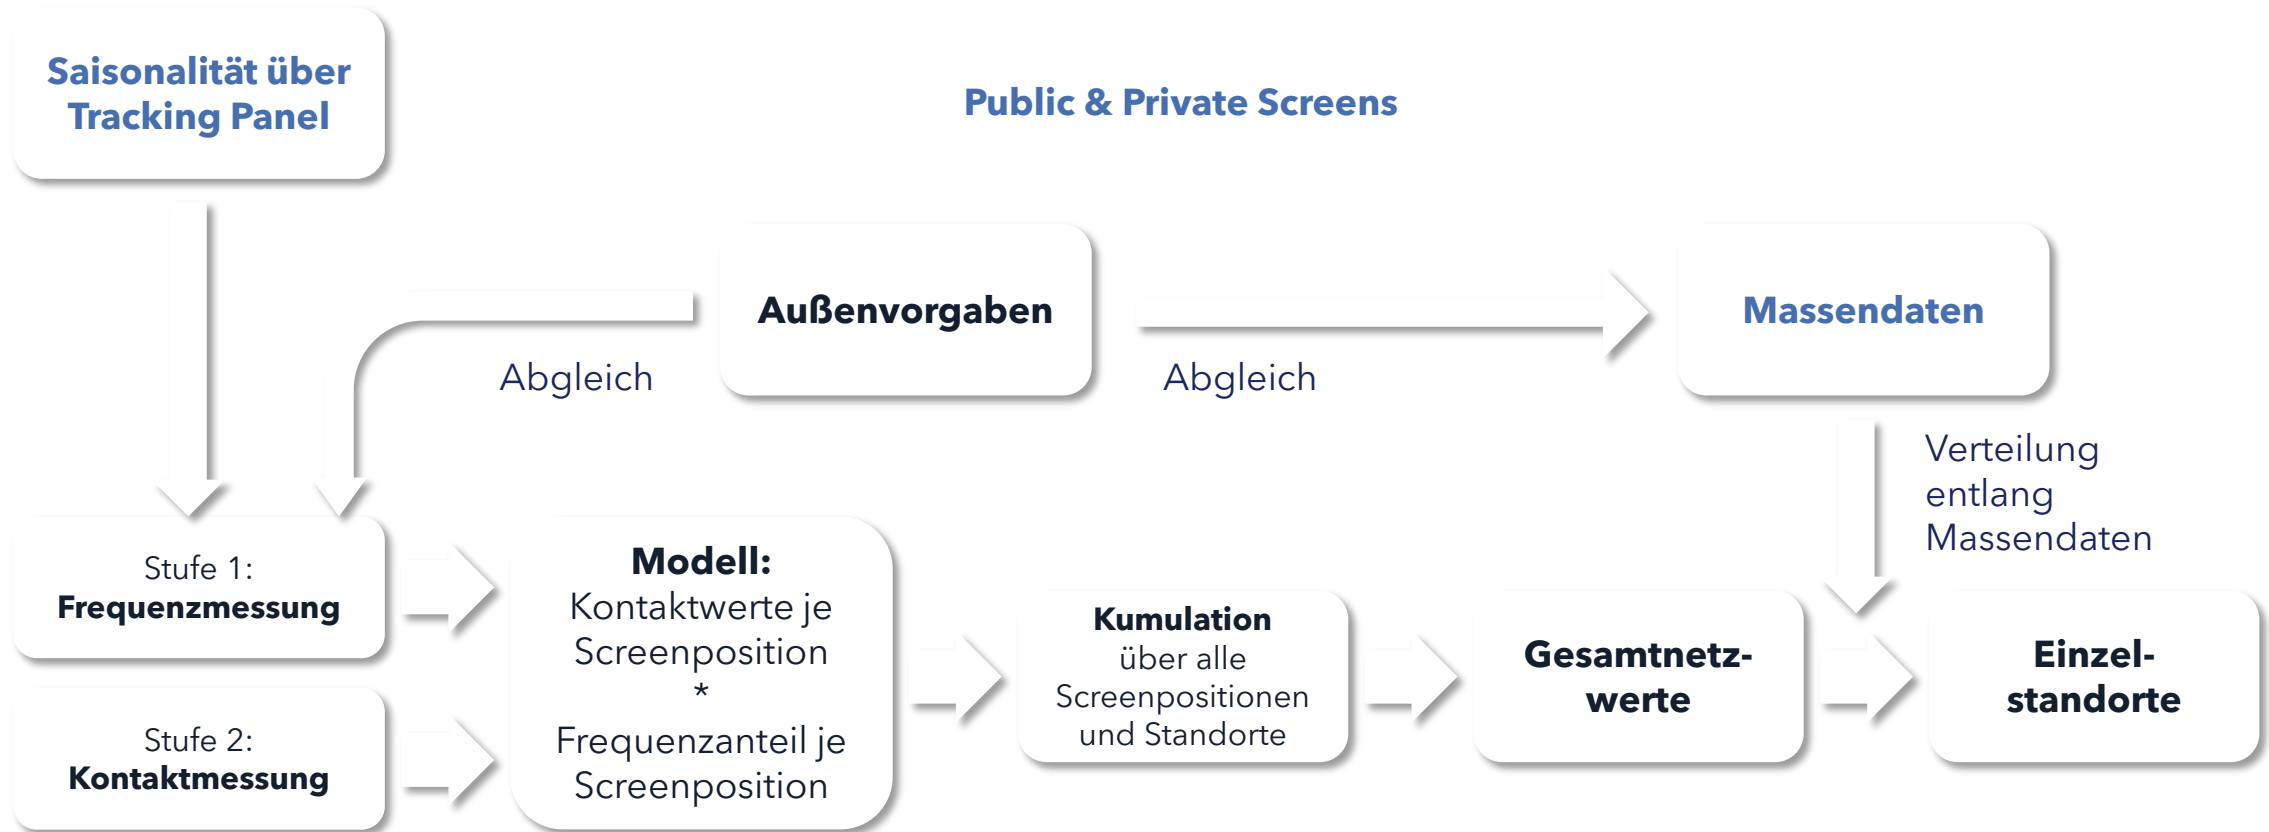 Saisonalität über
Tracking Panel
Public & Private Screens
Außenvorgaben
Massendaten
Abgleich
Abgleich
Verteilung
entlang
Massendaten
Stufe 1:
Frequenzmessung
Stufe 2:
Kontaktmessung
Modell:
Kontaktwerte je
Screenposition
*
Frequenzanteil je
Screenposition
Kumulation
über alle
Screenpositionen
und Standorte
Gesamtnetz-
werte
Einzel-
standorte